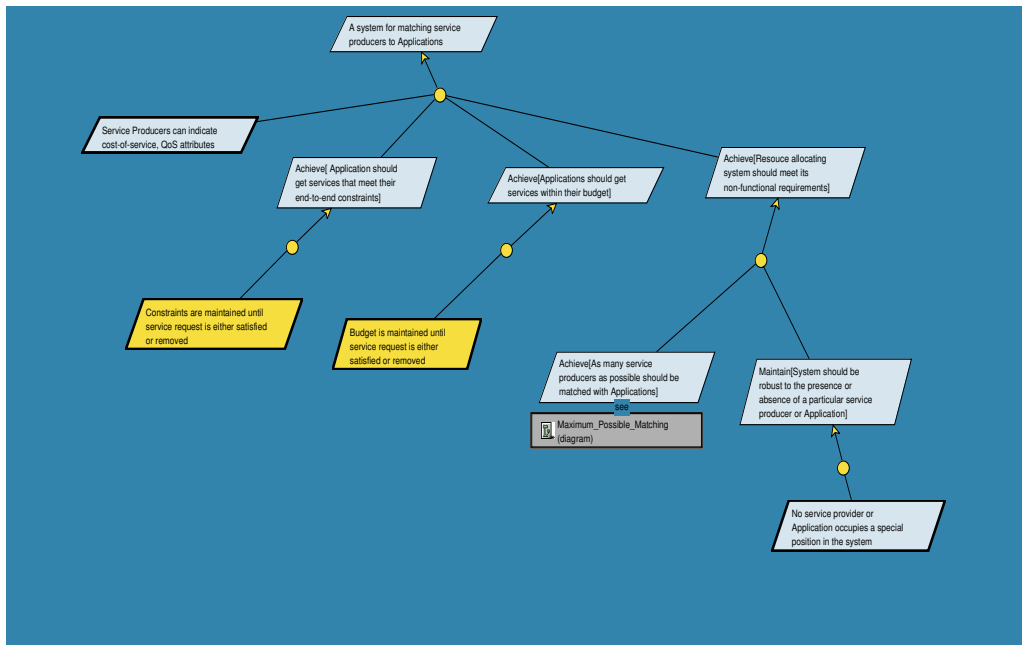 A system for matching service
producers to Applications
Service Producers can indicate
cost-of-service, QoS attributes
Achieve[ Application should
get services that meet their
end-to-end constraints]
Achieve[Applications should get
services within their budget]
Achieve[Resouce allocating
system should meet its
non-functional requirements]
Constraints are maintained until
service request is either satisfied
or removed
Budget is maintained until
service request is either
satisfied or removed
Achieve[As many service
producers as possible should be
matched with Applications]
see
Maximum_Possible_Matching
(diagram)
Maintain[System should be
robust to the presence or
absence of a particular service
producer or Application]
No service provider or
Application occupies a special
position in the system